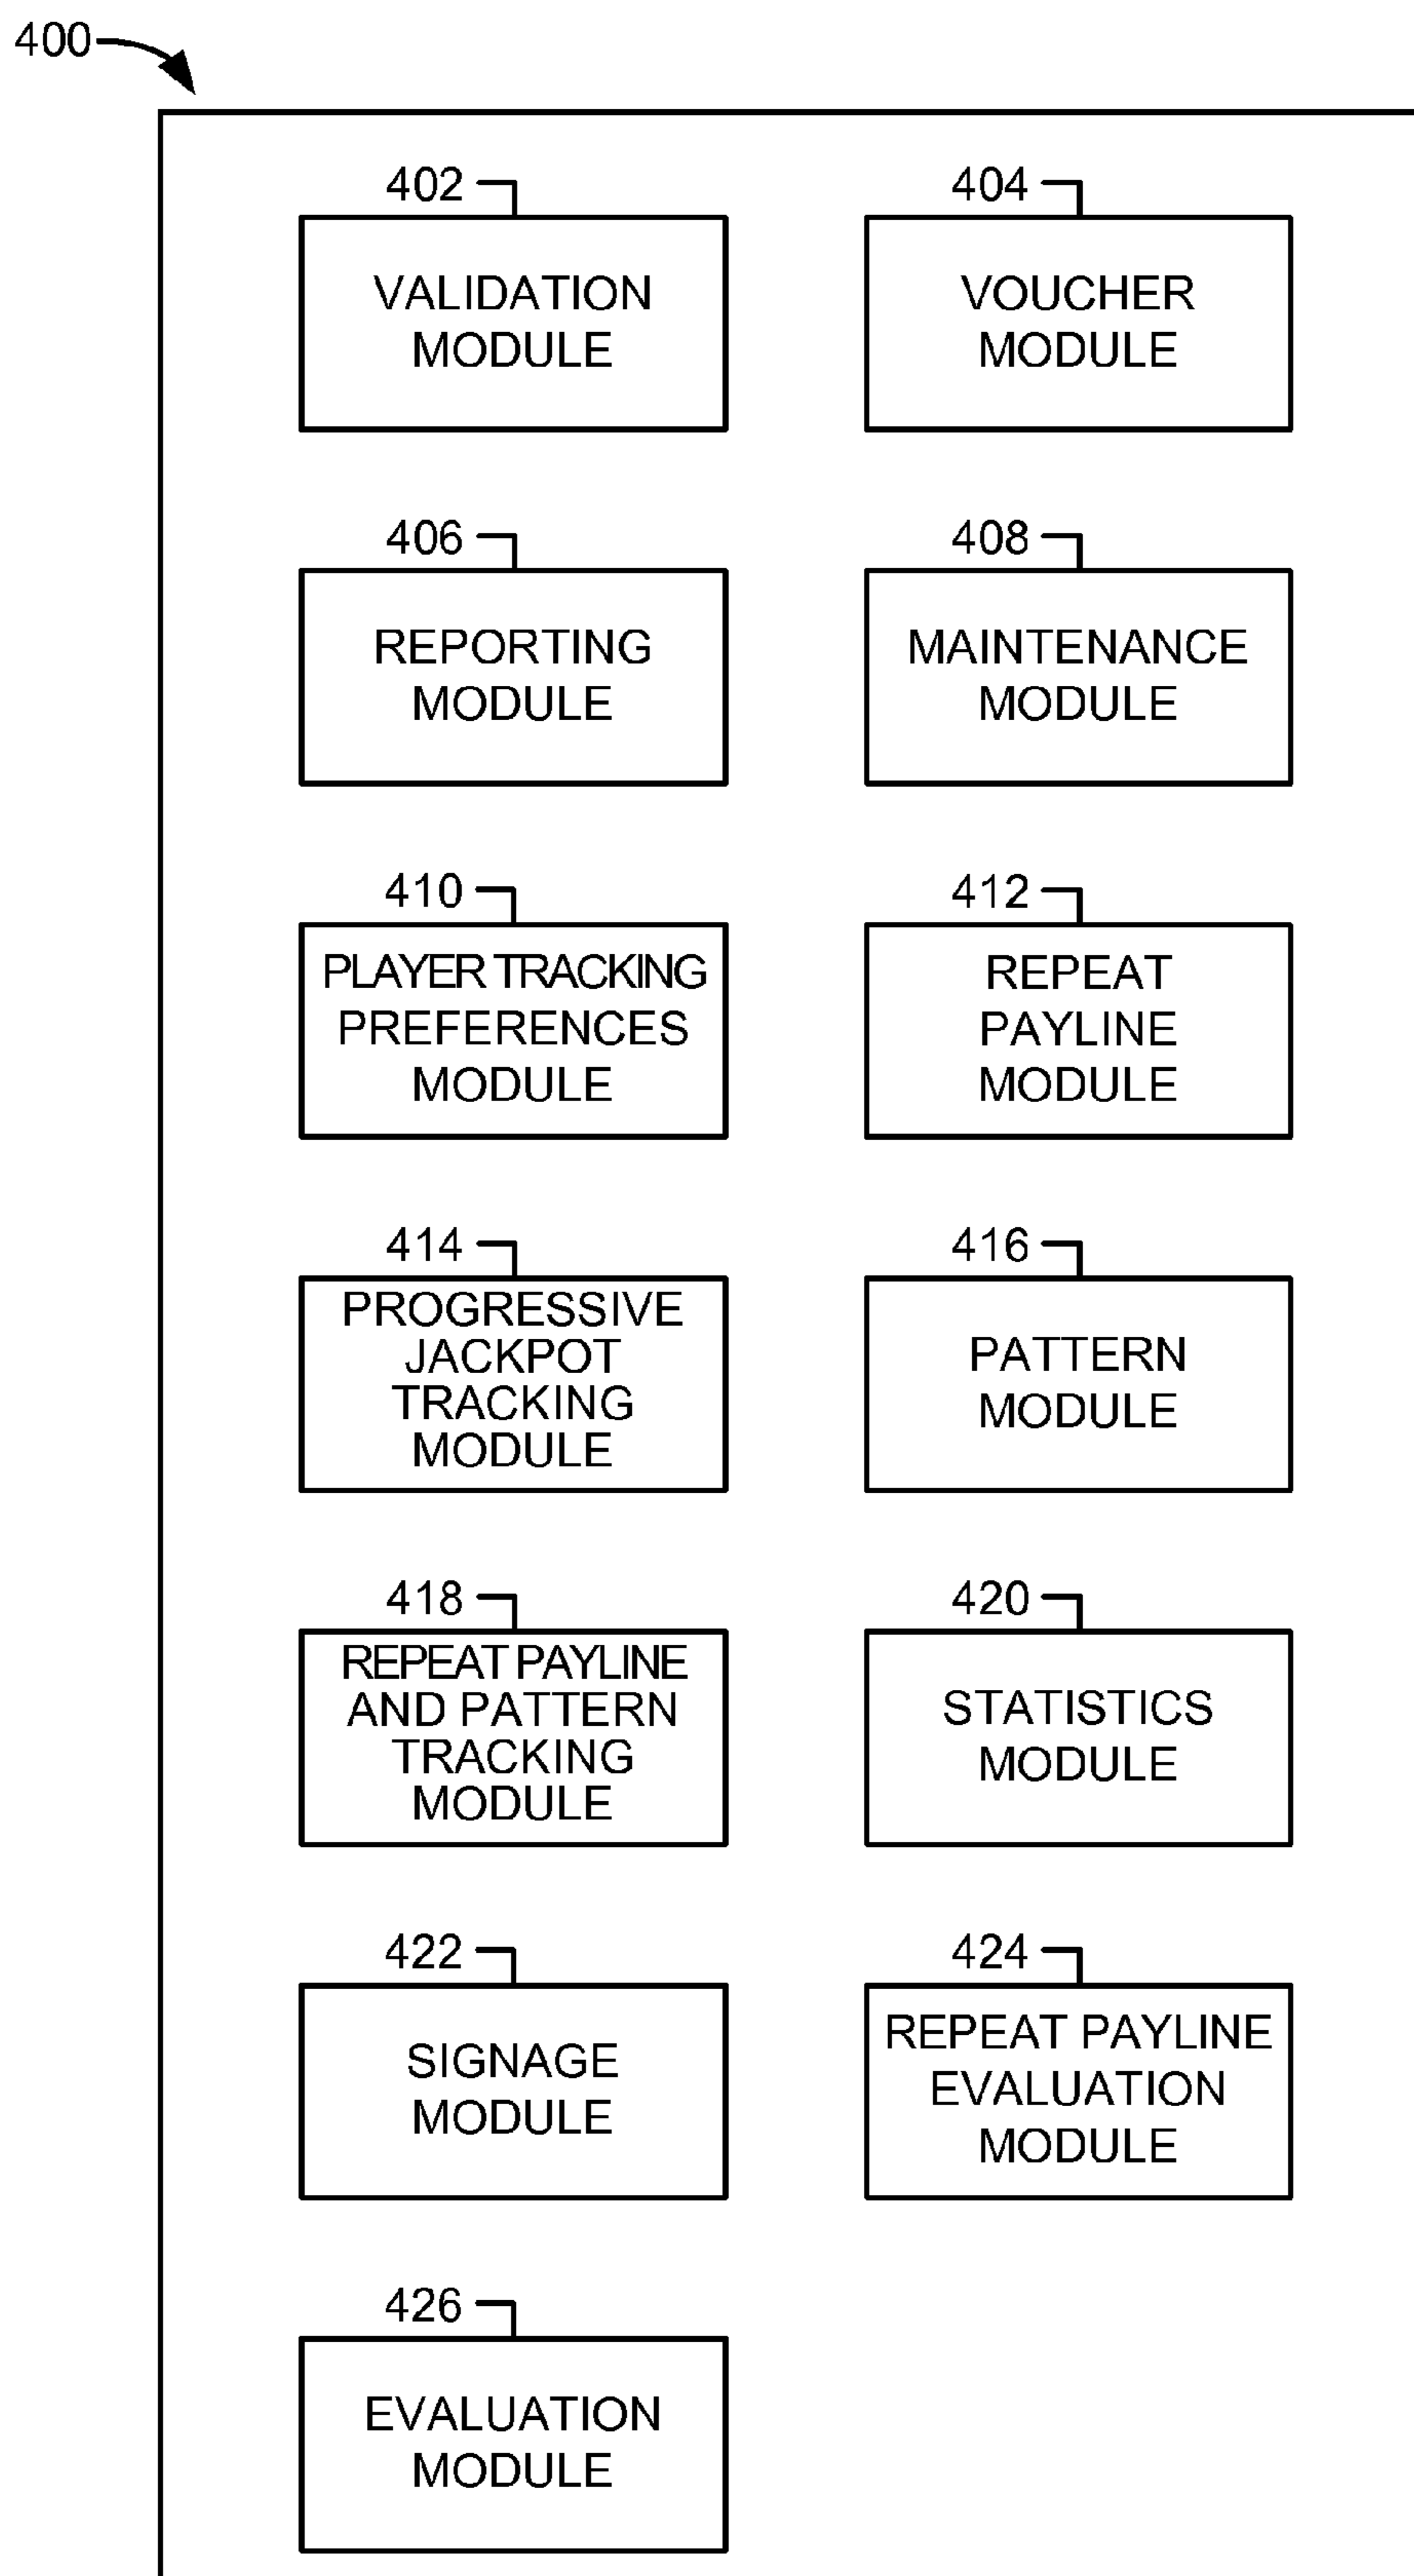 400
402
VALIDATION
MODULE
404
VOUCHER
MODULE
406
REPORTING
MODULE
408
MAINTENANCE
MODULE
410
PLAYER TRACKING
PREFERENCES
MODULE
412
REPEAT
PAYLINE
MODULE
414
PROGRESSIVE
JACKPOT
TRACKING
MODULE
416
PATTERN
MODULE
418
REPEAT PAYLINE
AND PATTERN
TRACKING
MODULE
420
STATISTICS
MODULE
422
SIGNAGE
MODULE
424
REPEAT PAYLINE
EVALUATION
MODULE
426
EVALUATION
MODULE